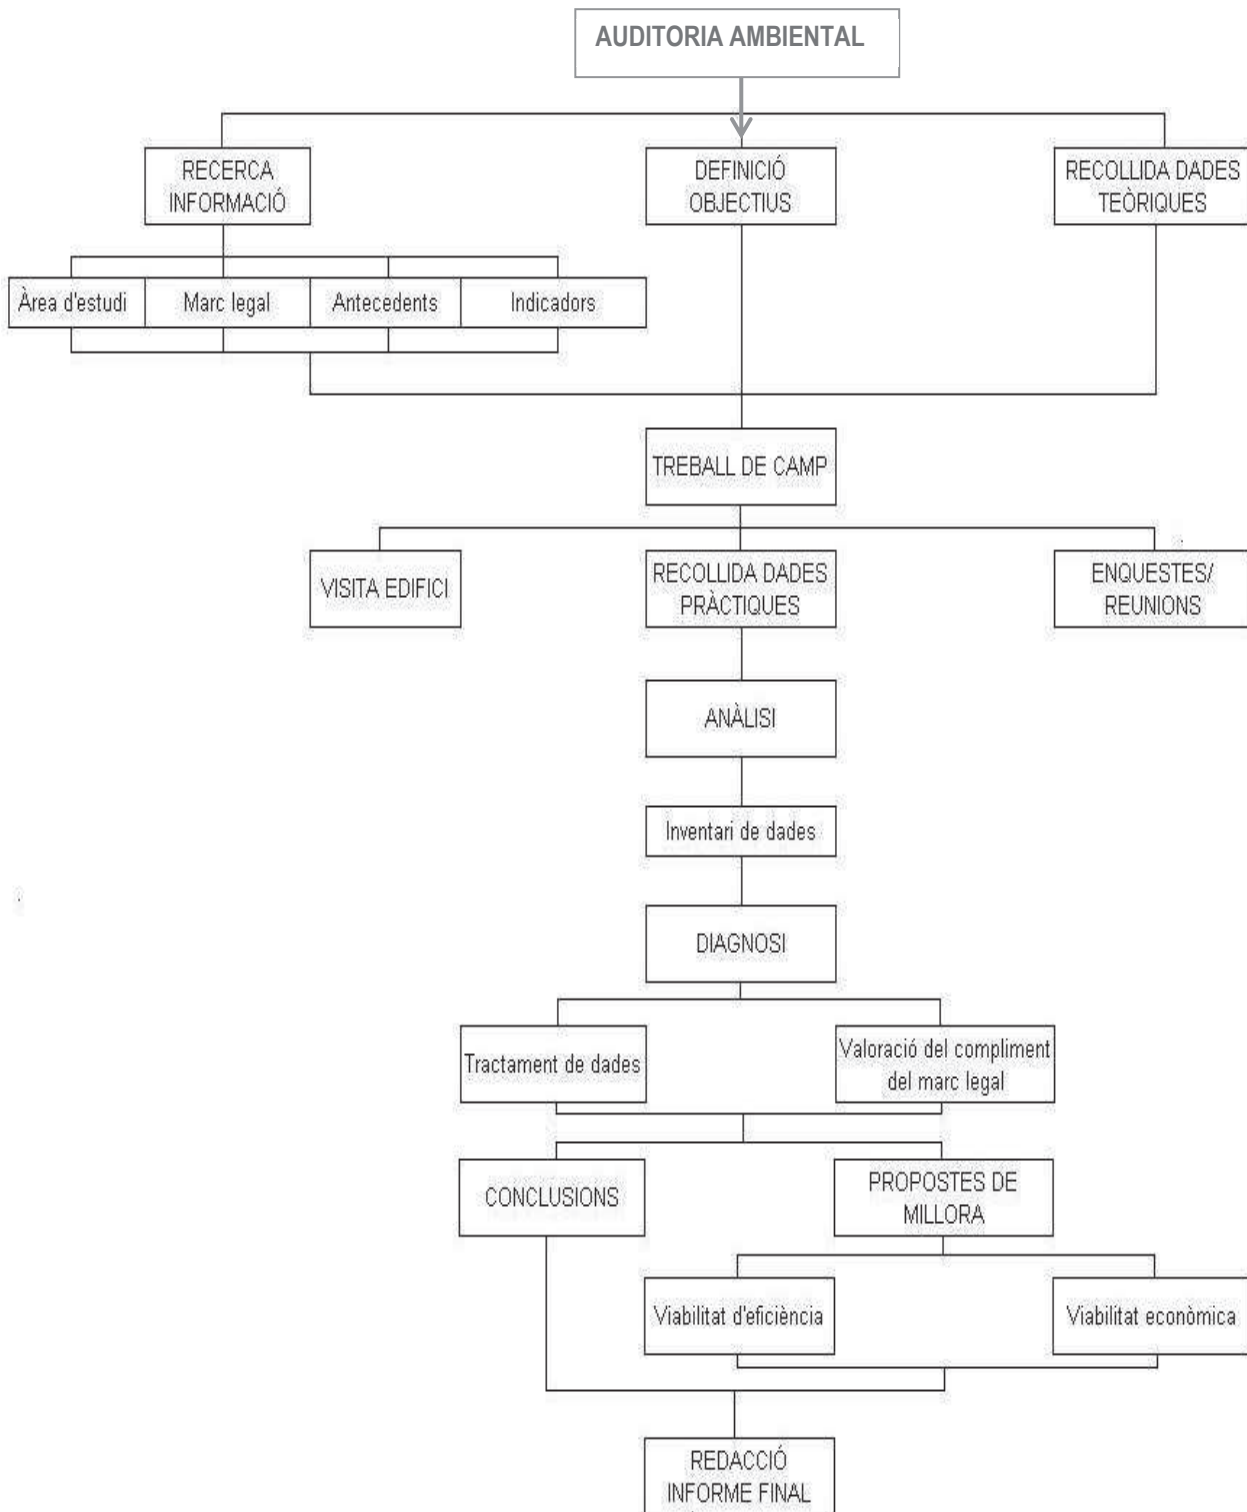 AUDITORIA AMBIENTAL
RECERCA
INFORMACIÓ
DEFINICIÓ
OBJECTIUS
RECOLLIDA DADES
TEÒRIQUES
Àrea d'estudi
Marc legal
Antecedents
Indicadors
TREBALL DE CAMP
VISITA EDIFICI
RECOLLIDA DADES
PRÀCTIQUES
ENQUESTES/
REUNIONS
ANÀLISI
Inventari de dades
DIAGNOSI
Tractament de dades
Valoració del compliment
del marc legal
CONCLUSIONS
PROPOSTES DE
MILLORA
Viabilitat d'eficiència
Viabilitat econòmica
REDACCIÓ
INFORME FINAL